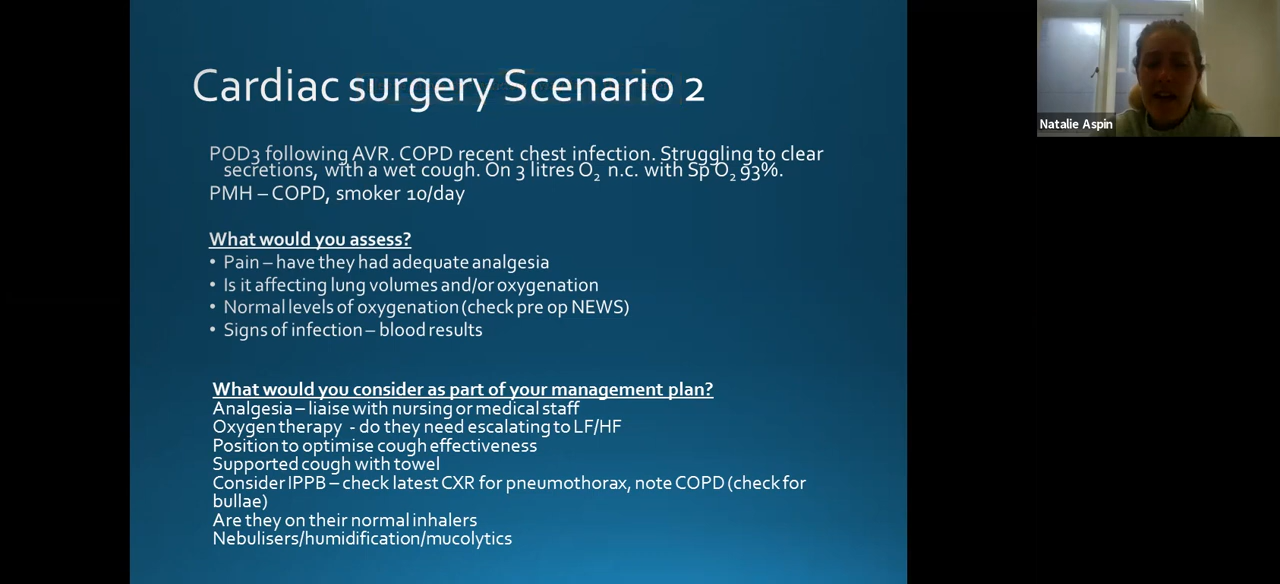 Cardiac surgery Scenario 2
POD3 following AVR. COPD recent chest infection. Struggling to clear
secretions, with a wet cough. On 3 litres O₂ n.c. with Sp O₂ 93%.
PMH – COPD, smoker 10/day
What would you assess?
• Pain – have they had adequate analgesia
• Is it affecting lung volumes and/or oxygenation
• Normal levels of oxygenation (check pre op NEWS)
• Signs of infection – blood results
What would you consider as part of your management plan?
Analgesia – liaise with nursing or medical staff
Oxygen therapy - do they need escalating to LF/HF
Position to optimise cough effectiveness
Supported cough with towel
Consider IPPB – check latest CXR for pneumothorax, note COPD (check for
bullae)
Are they on their normal inhalers
Nebulisers/humidification/mucolytics
Natalie Aspin